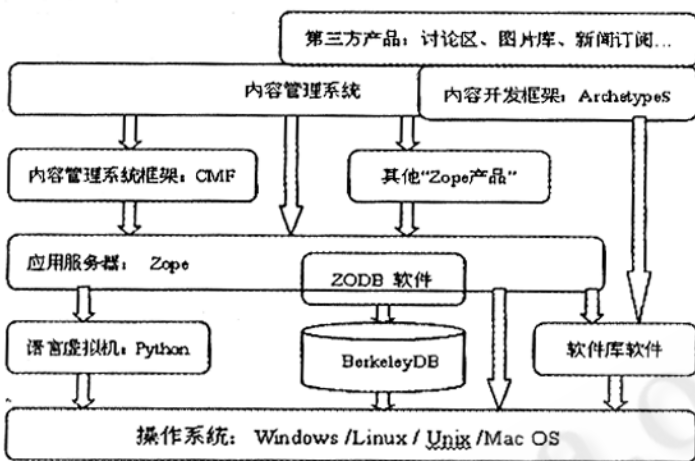 第三方产品：讨论区、图片库、新闻订阅...
内容管理系统
内容开发框架：ArchetypeS
内容管理系统框架：CMF
其他“Zope产品”
应用服务器： Zope
ZODB 软件
语言虚拟机：Python
BerkeleyDB
软件库软件
操作系统：Windows /Linux / Unix /Mac OS